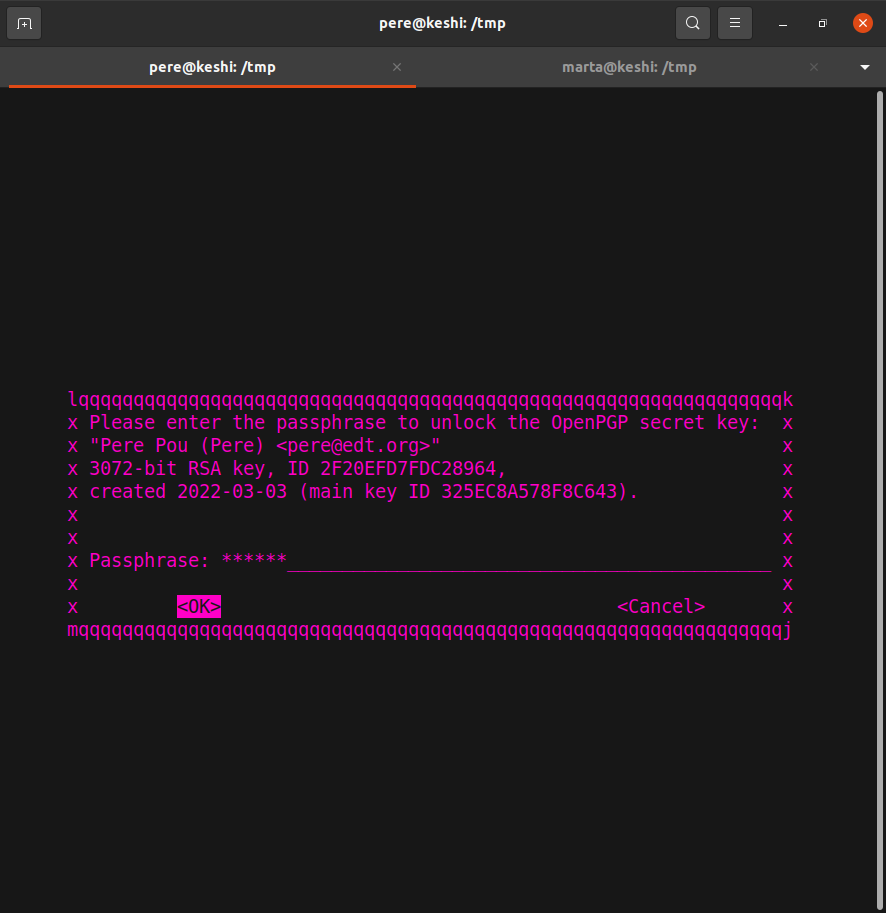 pere@keshi: /tmp
pere@keshi: /tmp
marta@keshi: /tmp
lqqqqqqqqqqqqqqqqqqqqqqqqqqqqqqqqqqqqqqqqqqqqqqqqqqqqqqqqqqqqqqqqk
x Please enter the passphrase to unlock the OpenPGP secret key:  x
x "Pere Pou (Pere) <pere@edt.org>"                               x
x 3072-bit RSA key, ID 2F20EFD7FDC28964,                         x
x created 2022-03-03 (main key ID 325EC8A578F8C643).             x
x                                                                x
x                                                                x
x Passphrase: ******____________________________________________ x
x                                                                x
x         <OK>                                    <Cancel>       x
mqqqqqqqqqqqqqqqqqqqqqqqqqqqqqqqqqqqqqqqqqqqqqqqqqqqqqqqqqqqqqqqqj